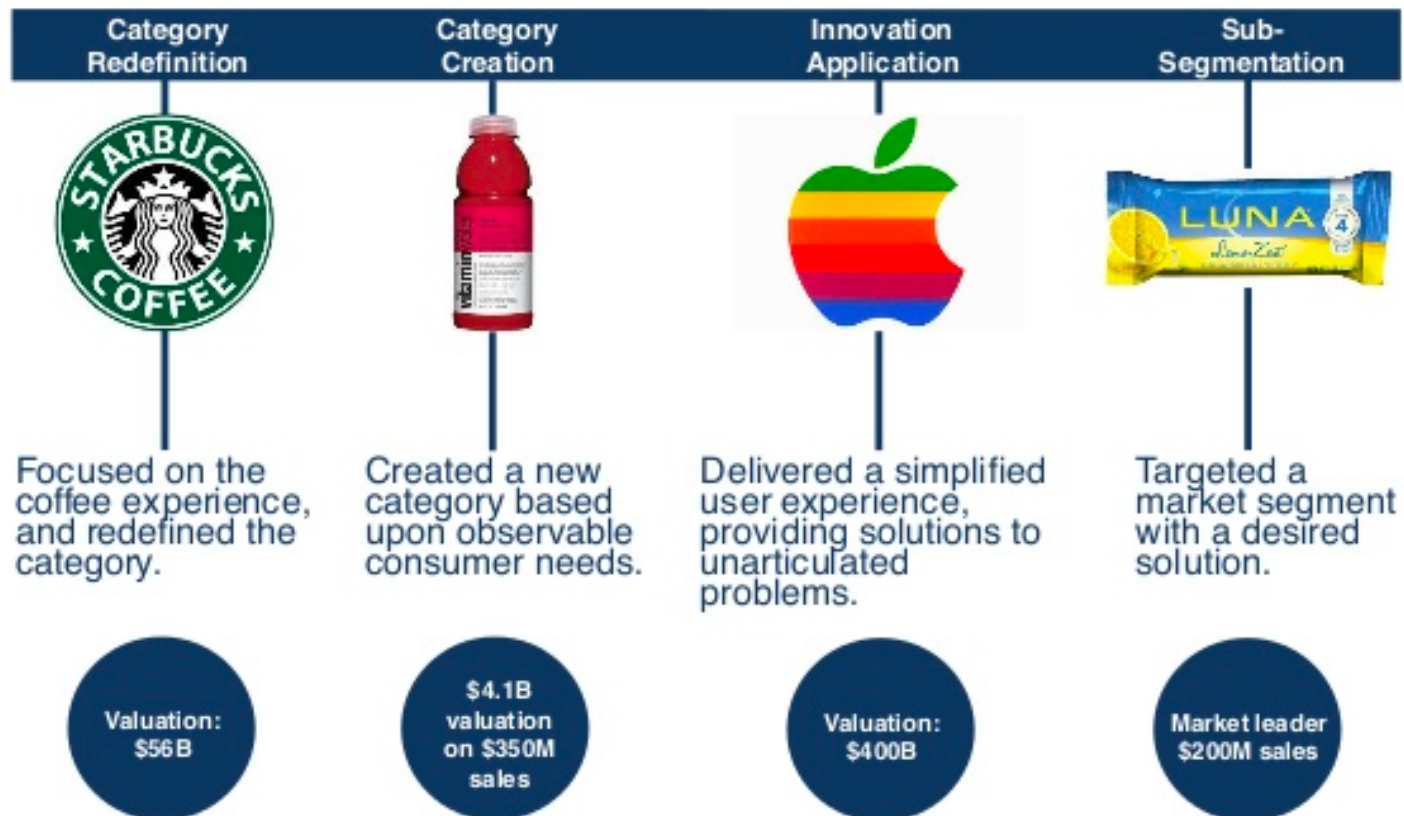 Category
Redefinition
Category
Creation
Innovation
Application
Sub-
Segmentation
STARBUCKS
COFFEE
vitamin
LUNA
4
LemonZest
Focused on the
coffee experience,
and redefined the
category.
Created a new
category based
upon observable
consumer needs.
Delivered a simplified
user experience,
providing solutions to
unarticulated
problems.
Targeted a
market segment
with a desired
solution.
Valuation:
$56B
$4.1B
valuation
on $350M
sales
Valuation:
$400B
Market leader
$200M sales